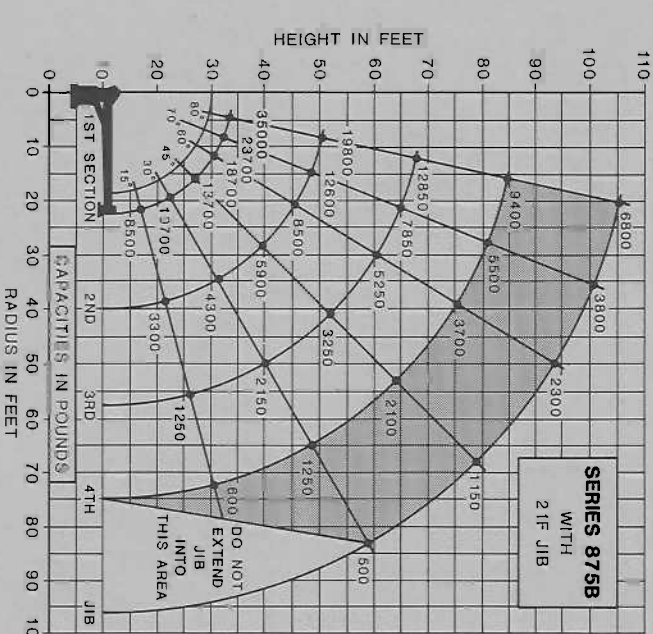 HEIGHT IN FEET
0 10 20 30 40 50 60 70 80 90 100 110
RADIUS IN FEET
0
10
20
30
40
50
60
70
80
90
10
CAPACITIES IN POUNDS
1ST SECTION
2ND
3RD
4TH
JIB
80°
70°
60°
45°
30°
15°
35000
19800
12850
9400
6800
23700
12600
7850
5500
3800
18700
8500
5250
3700
2300
13700
5900
3250
2100
1150
10700
4300
2150
1250
500
8500
3300
1250
600
DO NOT
EXTEND
JIB
INTO
THIS AREA
SERIES 875B
WITH
21F JIB